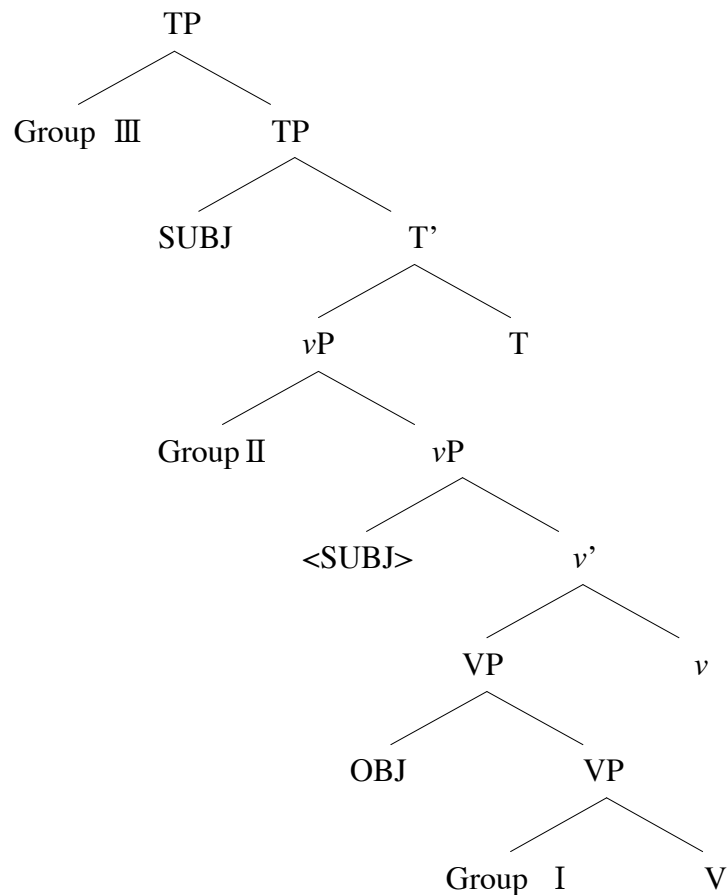 TP
Group Ⅲ TP
SUBJ T’
vP T
Group Ⅱ vP
<SUBJ> v’
VP v
OBJ VP
Group Ⅰ V